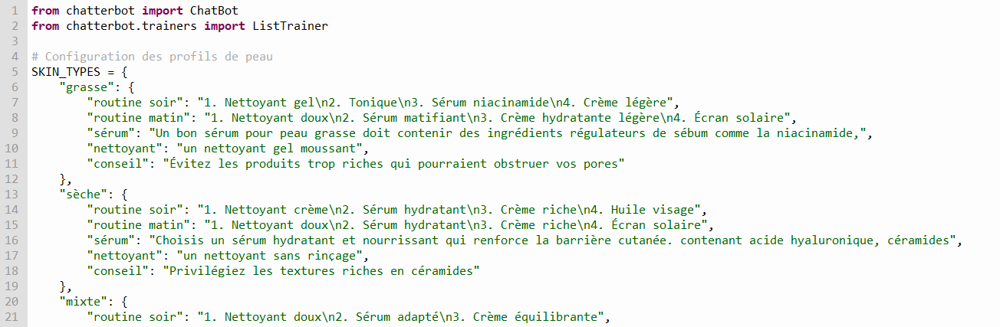 1 from chatterbot import ChatBot
2 from chatterbot.trainers import ListTrainer
3
4 # Configuration des profils de peau
5 SKIN_TYPES = {
6     "grasse": {
7         "routine soir": "1. Nettoyant gel\n2. Tonique\n3. Sérum niacinamide\n4. Crème légère",
8         "routine matin": "1. Nettoyant doux\n2. Sérum matifiant\n3. Crème hydratante légère\n4. Écran solaire",
9         "sérum": "Un bon sérum pour peau grasse doit contenir des ingrédients régulateurs de sébum comme la niacinamide,",
10         "nettoyant": "un nettoyant gel moussant",
11         "conseil": "Évitez les produits trop riches qui pourraient obstruer vos pores"
12     },
13     "sèche": {
14         "routine soir": "1. Nettoyant crème\n2. Sérum hydratant\n3. Crème riche\n4. Huile visage",
15         "routine matin": "1. Nettoyant doux\n2. Sérum hydratant\n3. Crème riche\n4. Écran solaire",
16         "sérum": "Choisis un sérum hydratant et nourrissant qui renforce la barrière cutanée. contenant acide hyaluronique, céramides",
17         "nettoyant": "un nettoyant sans rinçage",
18         "conseil": "Privilégiez les textures riches en céramides"
19     },
20     "mixte": {
21         "routine soir": "1. Nettoyant doux\n2. Sérum adapté\n3. Crème équilibrante",